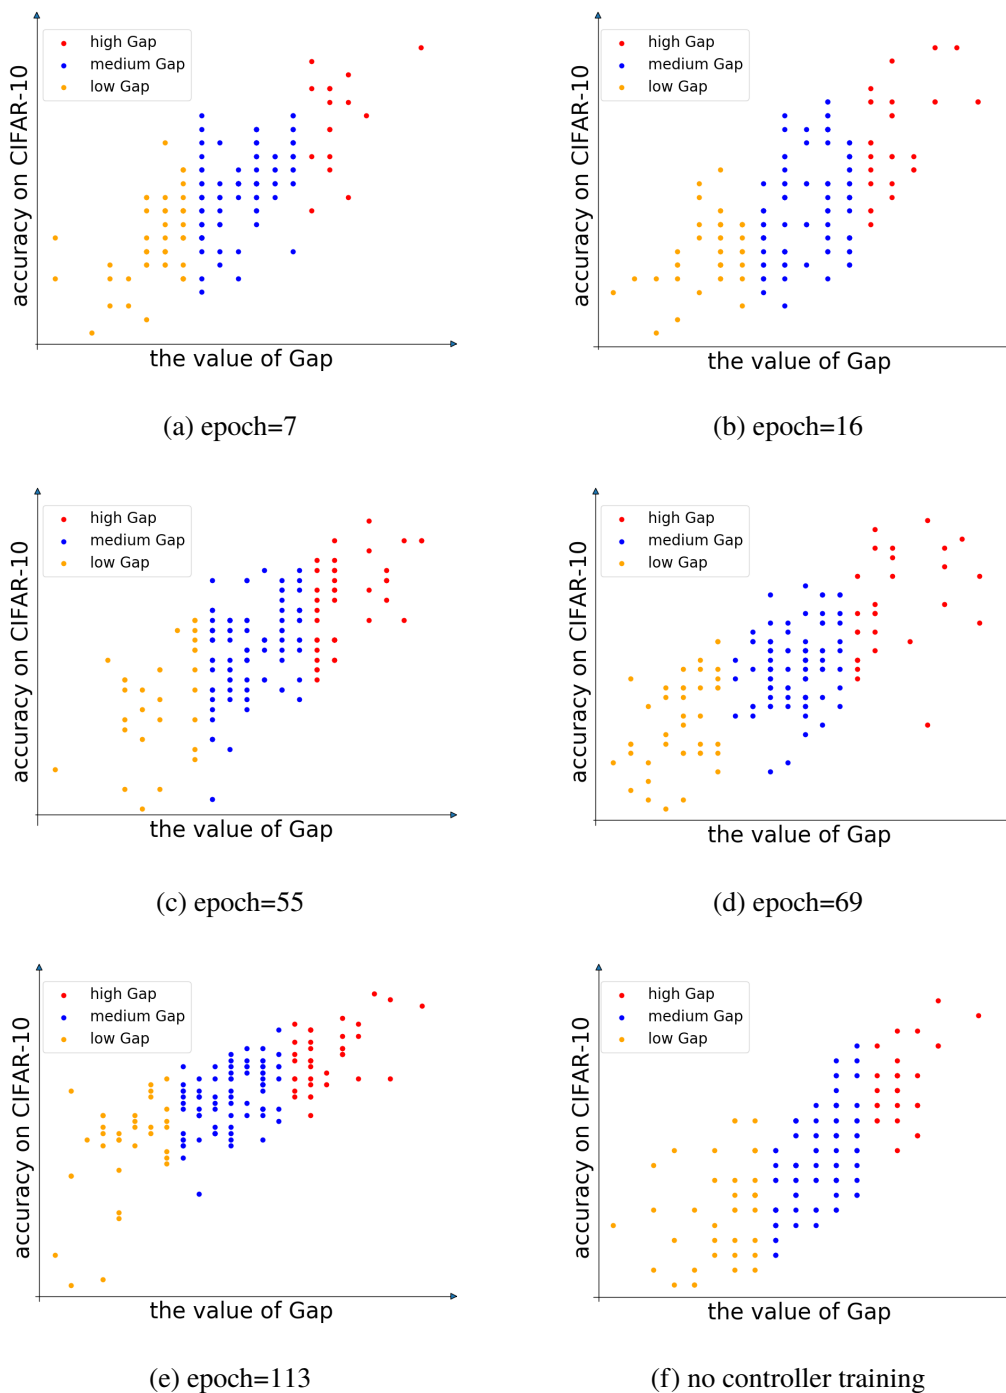 high Gap
medium Gap
low Gap
accuracy on CIFAR-10
the value of Gap
(a) epoch=7
high Gap
medium Gap
low Gap
accuracy on CIFAR-10
the value of Gap
(b) epoch=16
high Gap
medium Gap
low Gap
accuracy on CIFAR-10
the value of Gap
(c) epoch=55
high Gap
medium Gap
low Gap
accuracy on CIFAR-10
the value of Gap
(d) epoch=69
high Gap
medium Gap
low Gap
accuracy on CIFAR-10
the value of Gap
(e) epoch=113
high Gap
medium Gap
low Gap
accuracy on CIFAR-10
the value of Gap
(f) no controller training